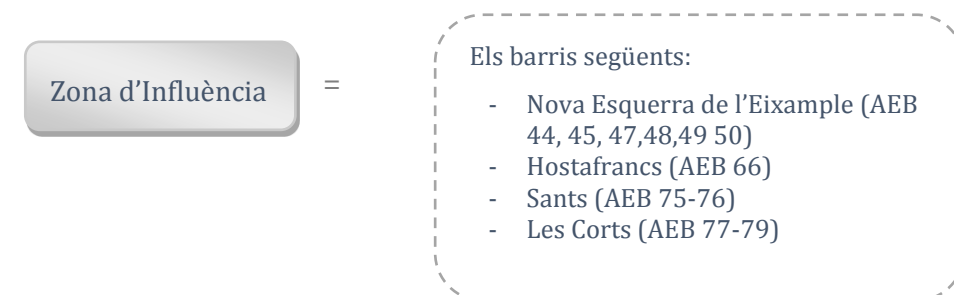 Zona d’Influència
=
Els barris següents:
- Nova Esquerra de l’Eixample (AEB
44, 45, 47,48,49 50)
- Hostafrancs (AEB 66)
- Sants (AEB 75-76)
- Les Corts (AEB 77-79)